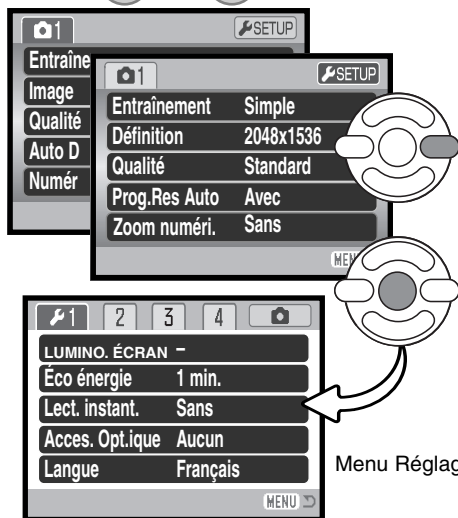 1 SETUP
Entraîne
Image
Qualité
Auto D
Numér
1 SETUP
Entraînement Simple
Définition 2048x1536
Qualité Standard
Prog.Res Auto Avec
Zoom numéri. Sans
1 2 3 4
LUMINO. ÉCRAN –
Éco énergie 1 min.
Lect. instant. Sans
Acces. Opt.ique Aucun
Langue Français
MENU
Menu Réglag